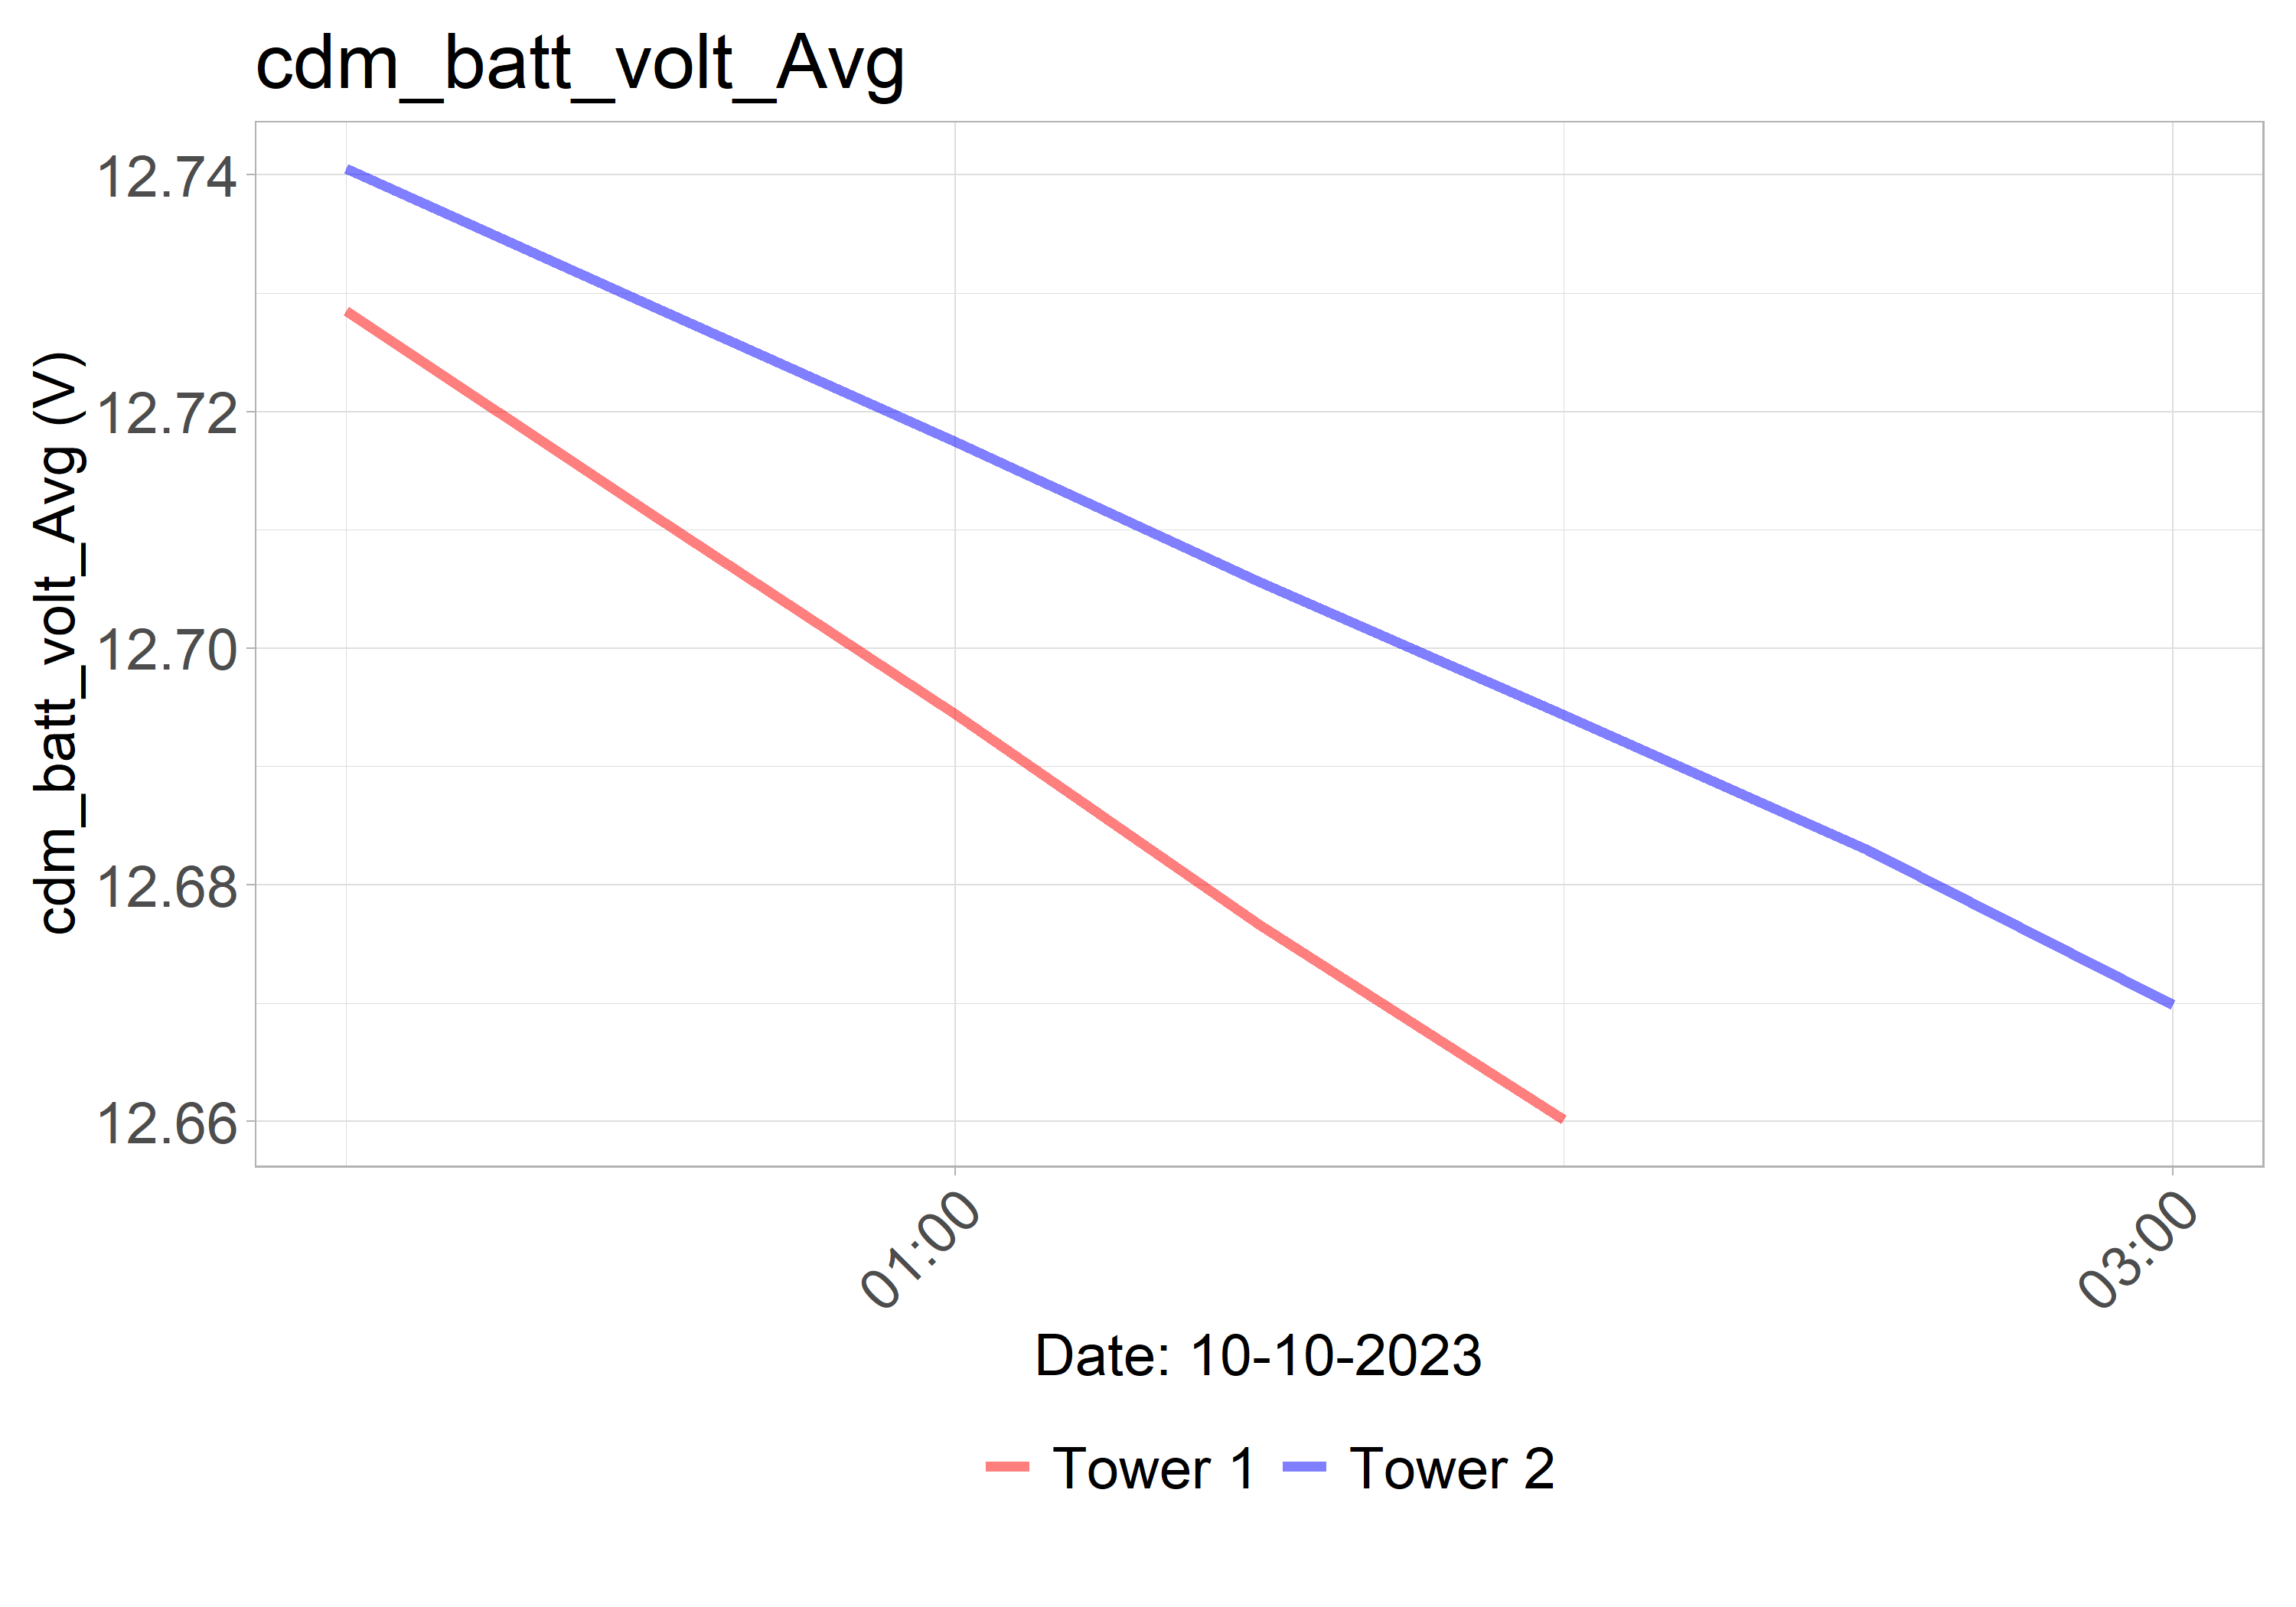 cdm_batt_volt_Avg
cdm_batt_volt_Avg (V)
12.74
12.72
12.70
12.68
12.66
01:00
03:00
Date: 10-10-2023
Tower 1
Tower 2